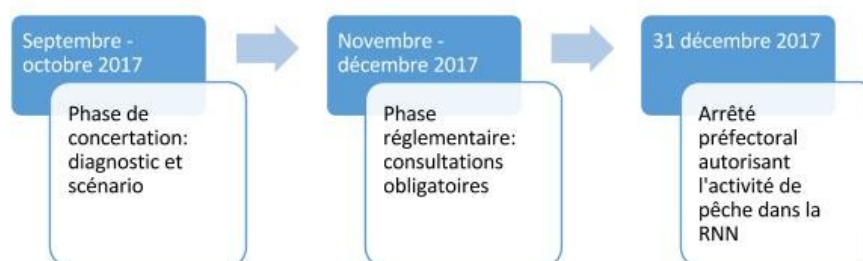 Septembre -
octobre 2017
Phase de
concertation:
diagnostic et
scénario
Novembre -
décembre 2017
Phase
réglementaire:
consultations
obligatoires
31 décembre 2017
Arrêté
préfectoral
autorisant
l'activité de
pêche dans la
RNN